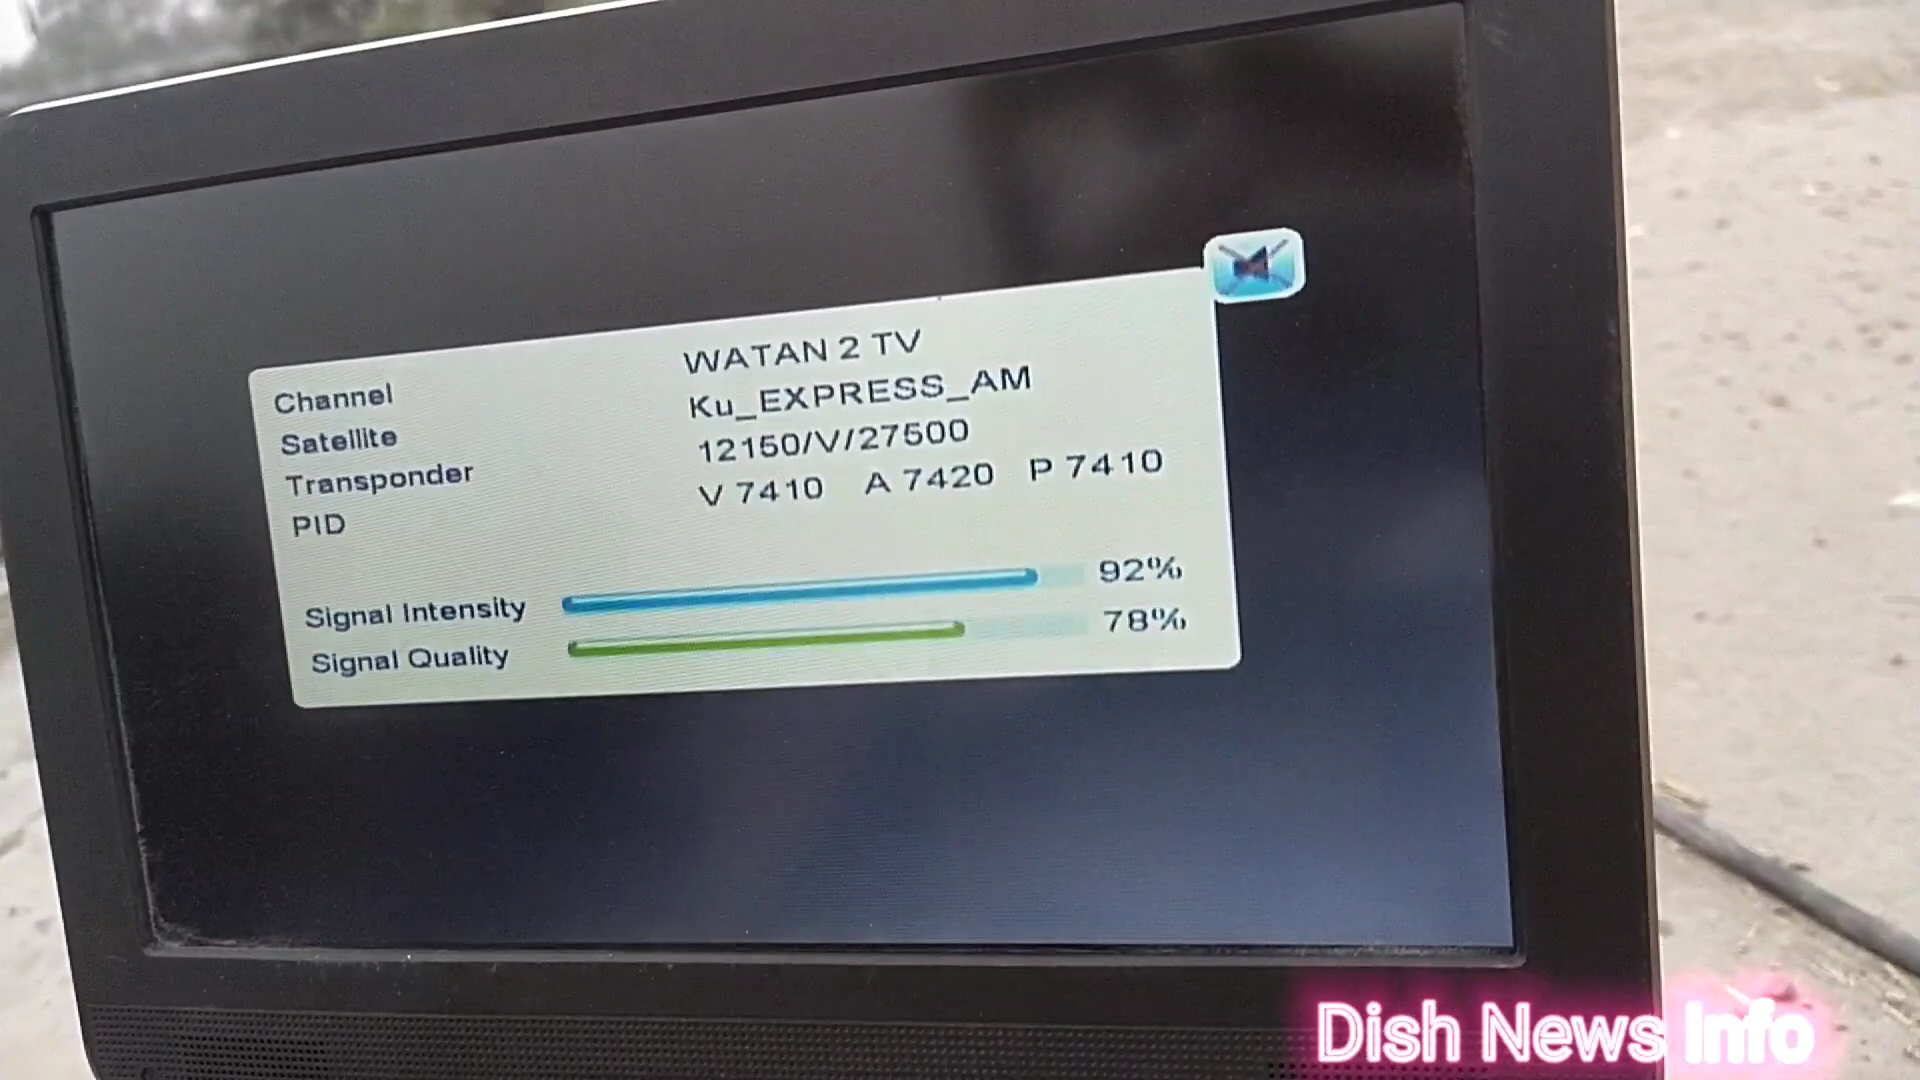 Channel WATAN 2 TV
Satellite Ku_EXPRESS_AM
Transponder 12150/V/27500
PID V 7410 A 7420 P 7410
Signal Intensity 92%
Signal Quality 78%
Dish News Info